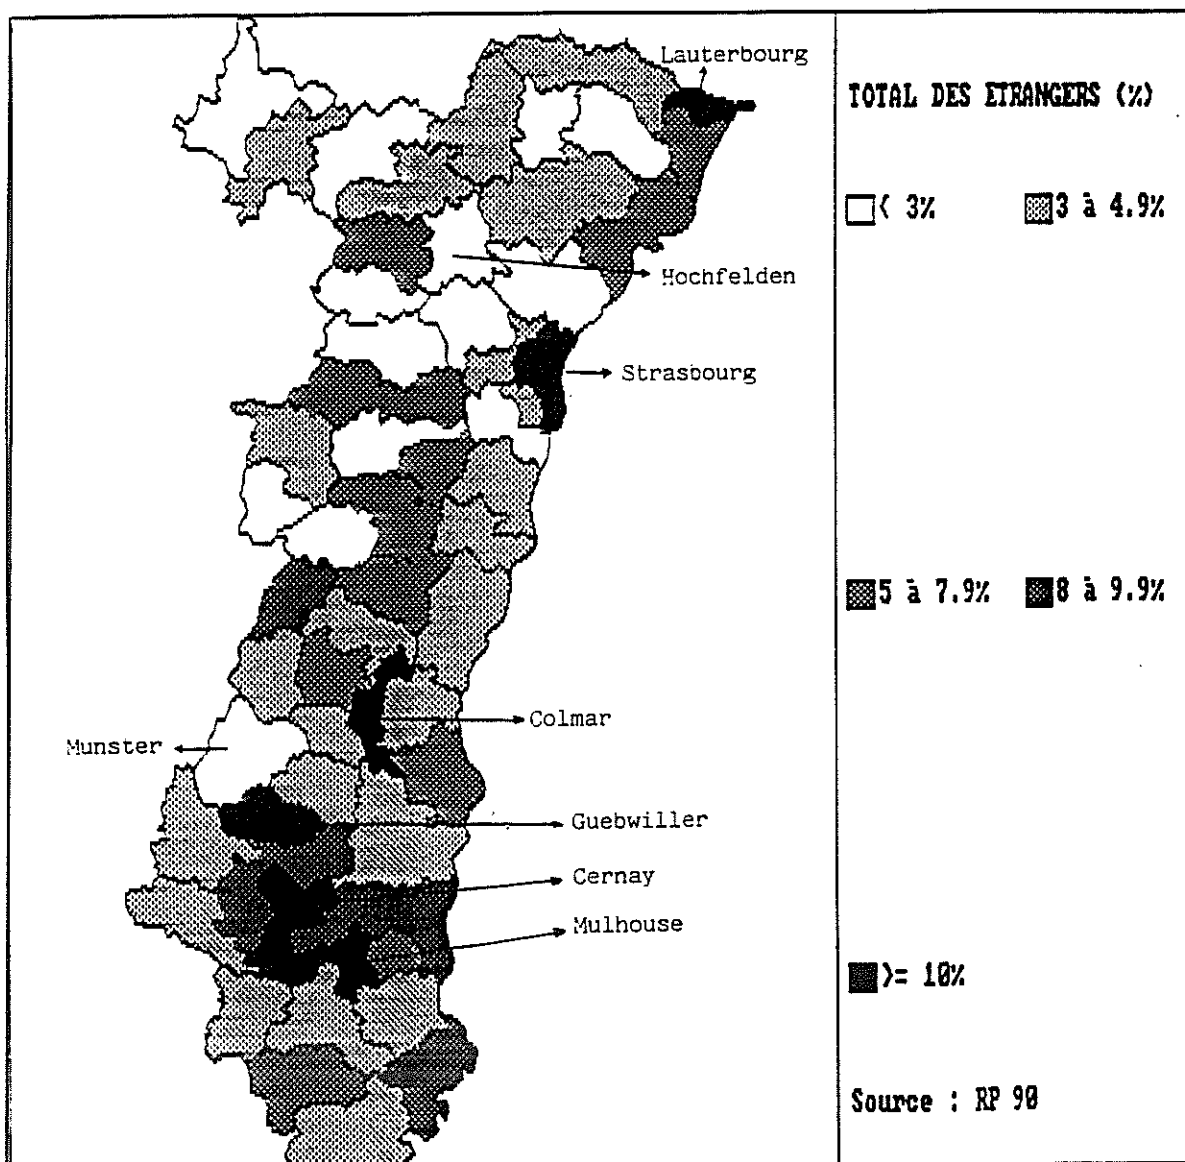 Lauterbourg
TOTAL DES ETRANGERS (%)
< 3%
3 à 4.9%
Hochfelden
Strasbourg
5 à 7.9%
8 à 9.9%
Colmar
Munster
Guebwiller
Cernay
Mulhouse
>= 10%
Source : RP 90